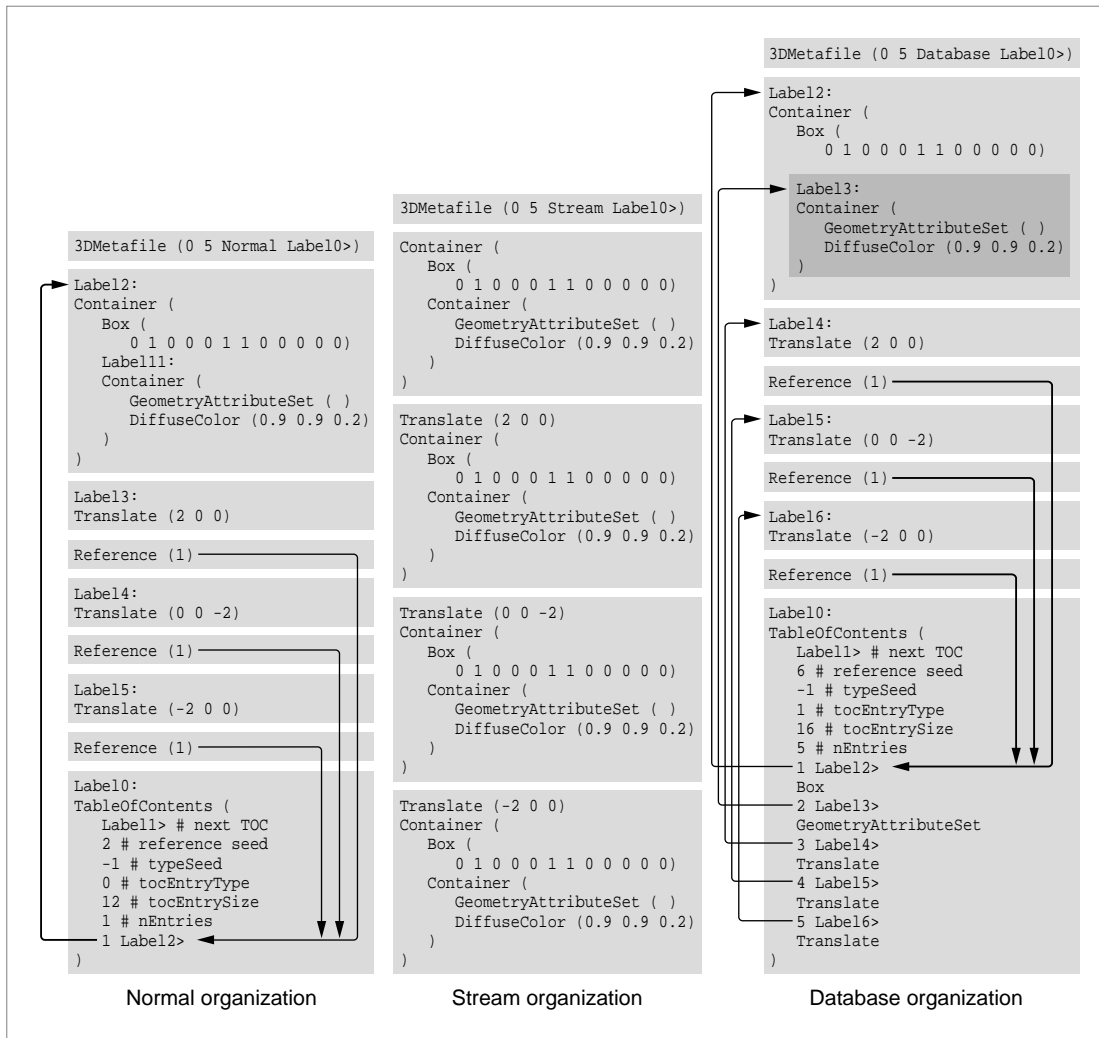 3DMetafile (0 5 Normal Label0>)
Label2:
Container (
Box (
0 1 0 0 0 1 1 0 0 0 0 0)
Label11:
Container (
GeometryAttributeSet ( )
DiffuseColor (0.9 0.9 0.2)
)
)
Label3:
Translate (2 0 0)
Reference (1)
Label4:
Translate (0 0 -2)
Reference (1)
Label5:
Translate (-2 0 0)
Reference (1)
Label0:
TableOfContents (
Label1> # next TOC
2 # reference seed
-1 # typeSeed
0 # tocEntryType
12 # tocEntrySize
1 # nEntries
1 Label2>
)
Normal organization
3DMetafile (0 5 Stream Label0>)
Container (
Box (
0 1 0 0 0 1 1 0 0 0 0 0)
Container (
GeometryAttributeSet ( )
DiffuseColor (0.9 0.9 0.2)
)
)
Translate (2 0 0)
Container (
Box (
0 1 0 0 0 1 1 0 0 0 0 0)
Container (
GeometryAttributeSet ( )
DiffuseColor (0.9 0.9 0.2)
)
)
Translate (0 0 -2)
Container (
Box (
0 1 0 0 0 1 1 0 0 0 0 0)
Container (
GeometryAttributeSet ( )
DiffuseColor (0.9 0.9 0.2)
)
)
Translate (-2 0 0)
Container (
Box (
0 1 0 0 0 1 1 0 0 0 0 0)
Container (
GeometryAttributeSet ( )
DiffuseColor (0.9 0.9 0.2)
)
)
Stream organization
3DMetafile (0 5 Database Label0>)
Label2:
Container (
Box (
0 1 0 0 0 1 1 0 0 0 0 0)
Label3:
Container (
GeometryAttributeSet ( )
DiffuseColor (0.9 0.9 0.2)
)
)
Label4:
Translate (2 0 0)
Reference (1)
Label5:
Translate (0 0 -2)
Reference (1)
Label6:
Translate (-2 0 0)
Reference (1)
Label0:
TableOfContents (
Label1> # next TOC
6 # reference seed
-1 # typeSeed
1 # tocEntryType
16 # tocEntrySize
5 # nEntries
1 Label2>
Box
2 Label3>
GeometryAttributeSet
3 Label4>
Translate
4 Label5>
Translate
5 Label6>
Translate
)
Database organization